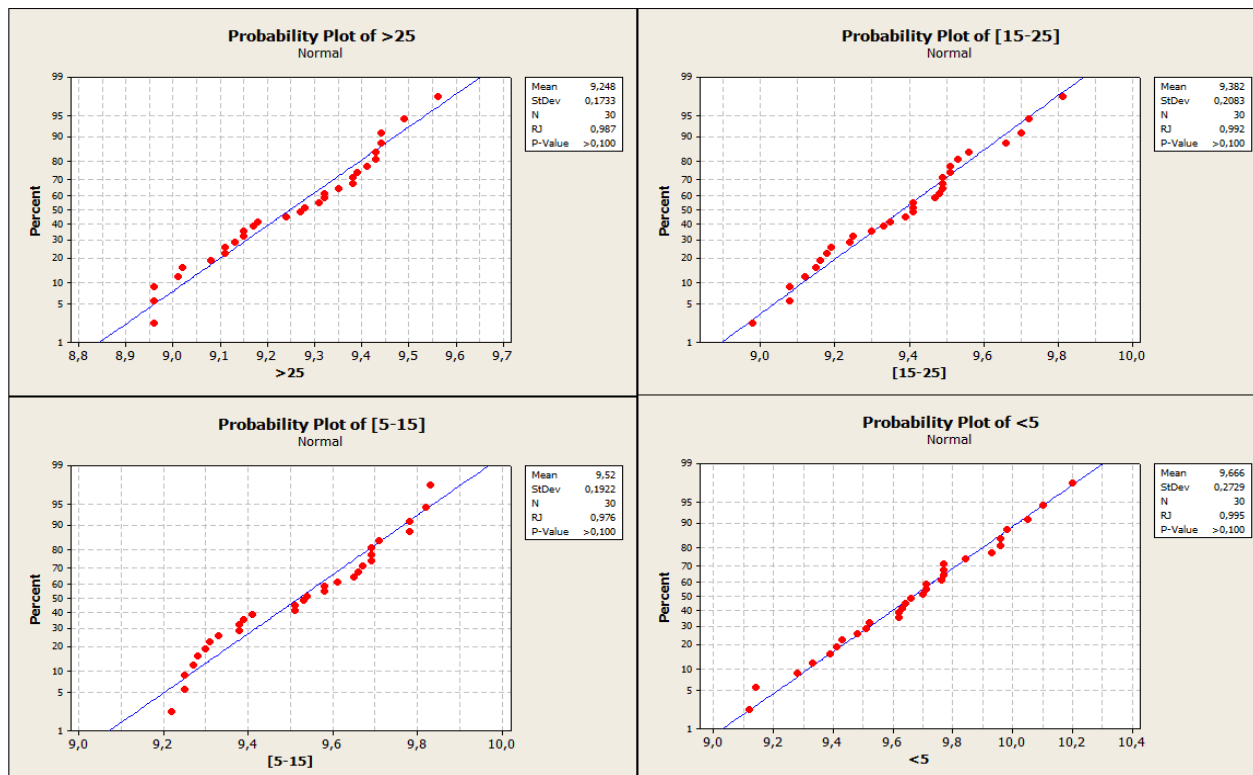 Probability Plot of >25
Normal
99
95
90
80
70
60
50
40
30
20
10
5
1
Percent
8,8 8,9 9,0 9,1 9,2 9,3 9,4 9,5 9,6 9,7
>25
Mean 9,248
StDev 0,1733
N 30
RJ 0,987
P-Value >0,100
Probability Plot of [15-25]
Normal
99
95
90
80
70
60
50
40
30
20
10
5
1
Percent
9,0 9,2 9,4 9,6 9,8 10,0
[15-25]
Mean 9,382
StDev 0,2083
N 30
RJ 0,992
P-Value >0,100
Probability Plot of [5-15]
Normal
99
95
90
80
70
60
50
40
30
20
10
5
1
Percent
9,0 9,2 9,4 9,6 9,8 10,0
[5-15]
Mean 9,52
StDev 0,1922
N 30
RJ 0,976
P-Value >0,100
Probability Plot of <5
Normal
99
95
90
80
70
60
50
40
30
20
10
5
1
Percent
9,0 9,2 9,4 9,6 9,8 10,0 10,2 10,4
<5
Mean 9,666
StDev 0,2729
N 30
RJ 0,995
P-Value >0,100